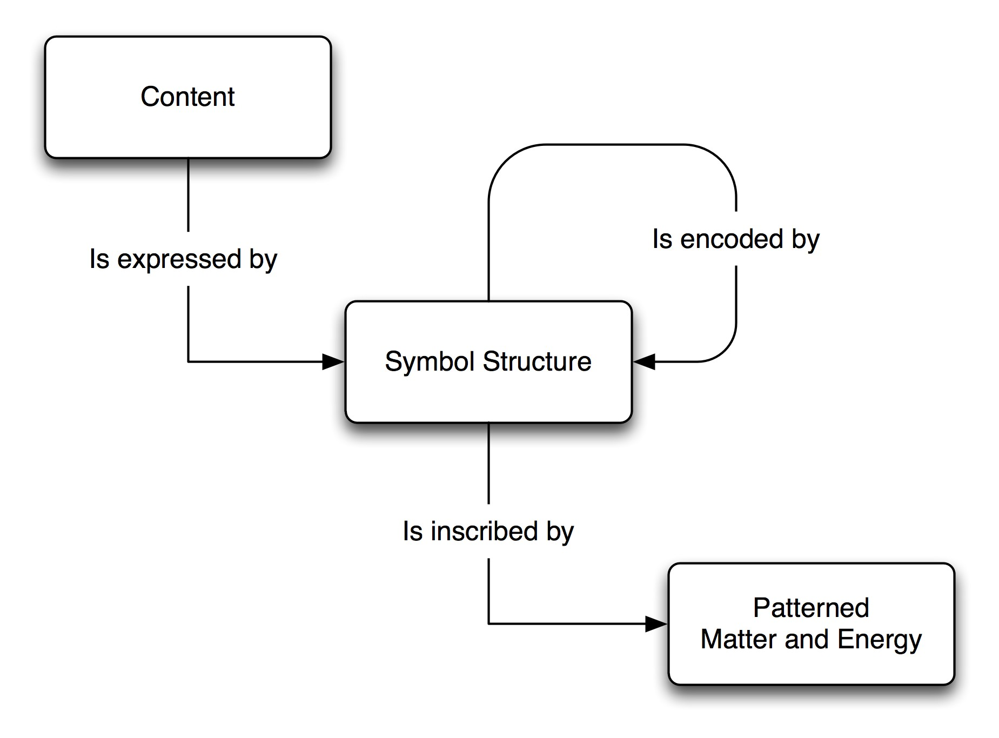 Content
Is encoded by
Is expressed by
Symbol Structure
Is inscribed by
Patterned
Matter and Energy